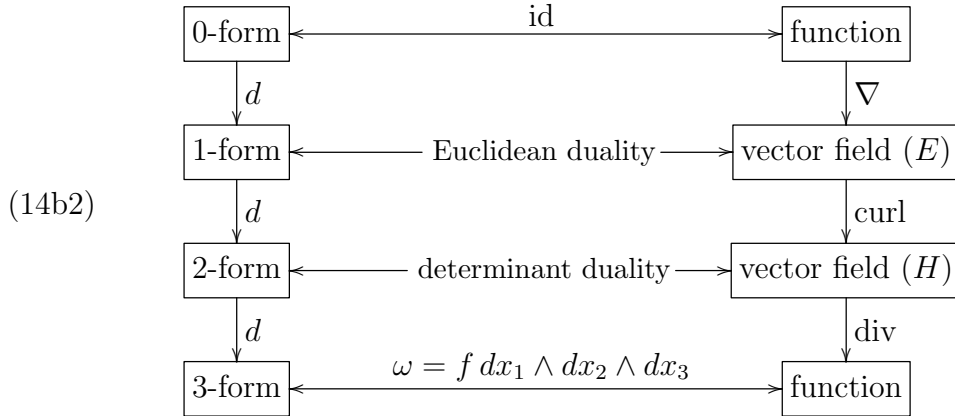 0-form id function
d ∇
1-form Euclidean duality vector field (E)
(14b2) d curl
2-form determinant duality vector field (H)
d div
3-form ω = f dx₁ ∧ dx₂ ∧ dx₃ function